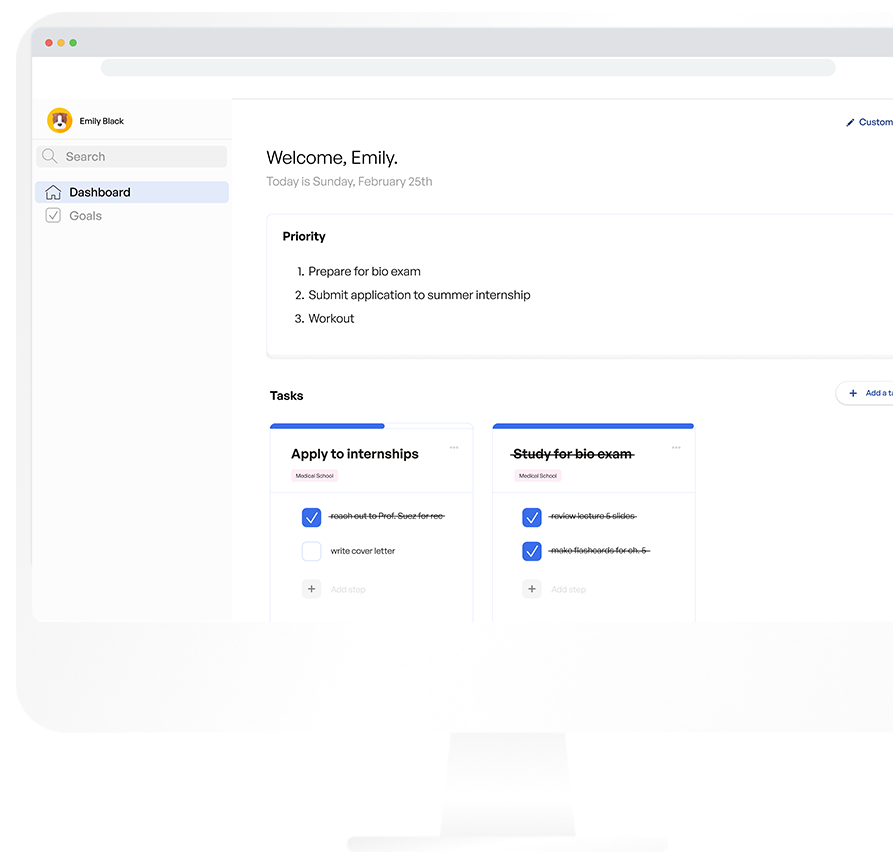 Emily Black
Search
Dashboard
Goals
Custom
Welcome, Emily.
Today is Sunday, February 25th
Priority
1. Prepare for bio exam
2. Submit application to summer internship
3. Workout
Tasks
+ Add a ta
Apply to internships
Medical School
reach out to Prof. Suez for rec
write cover letter
+ Add step
Study for bio exam
Medical School
review lecture 5 slides
make flashcards for ch. 5
+ Add step